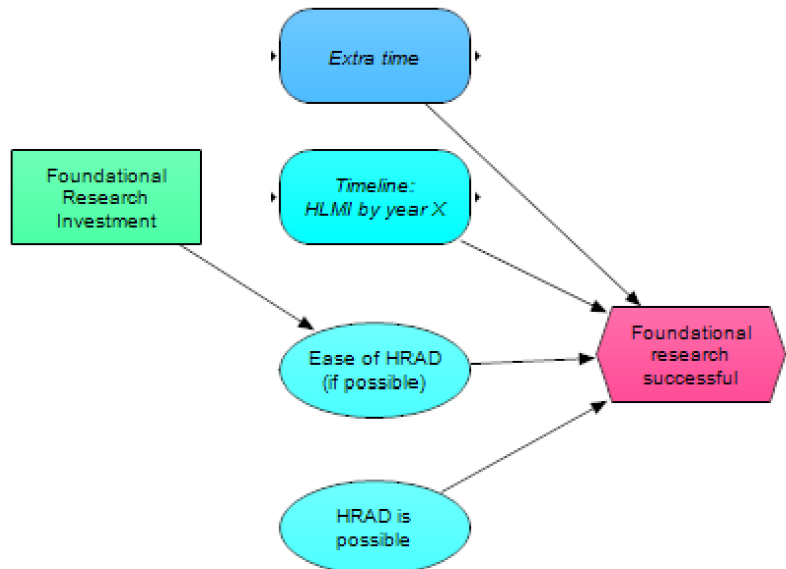 Extra time
Foundational
Research
Investment
Timeline:
HLMI by year X
Foundational
research
successful
Ease of HRAD
(if possible)
HRAD is
possible